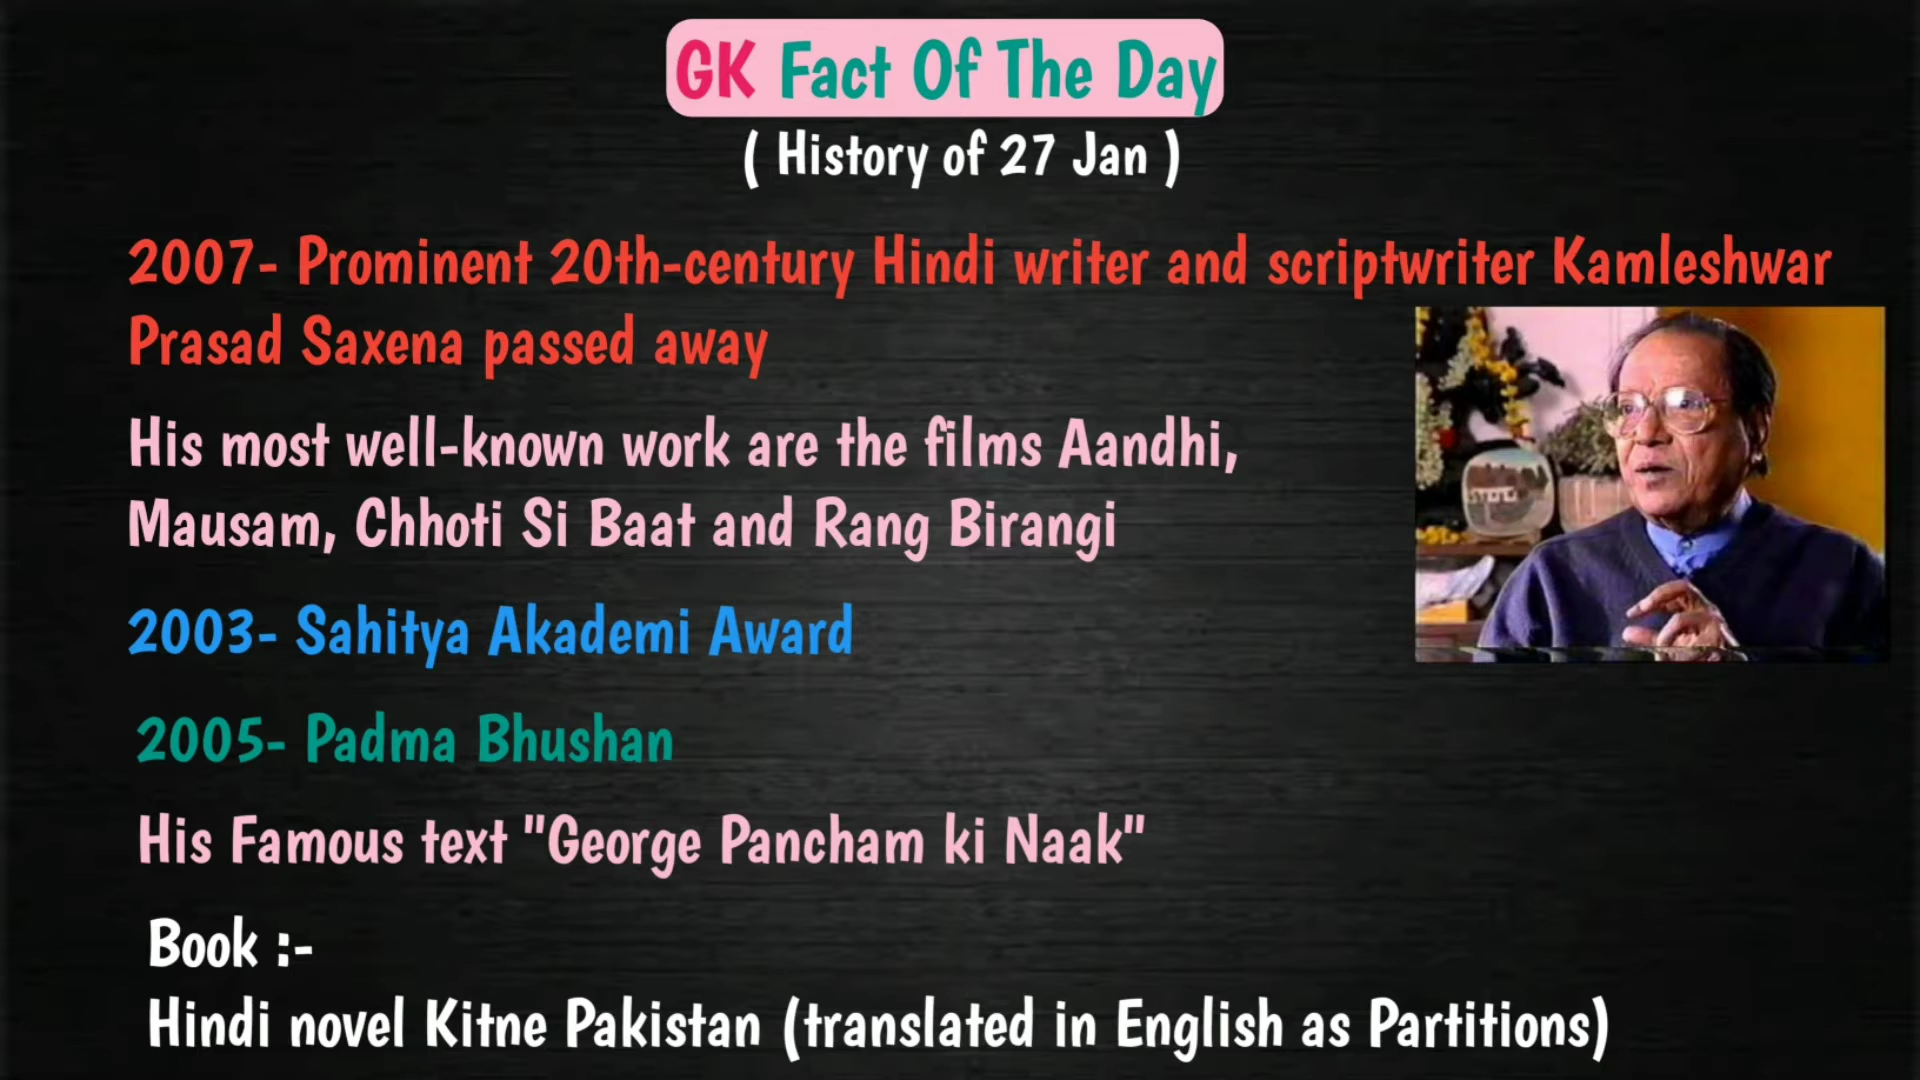 GK Fact Of The Day
( History of 27 Jan )
2007- Prominent 20th-century Hindi writer and scriptwriter Kamleshwar
Prasad Saxena passed away
His most well-known work are the films Aandhi,
Mausam, Chhoti Si Baat and Rang Birangi
2003- Sahitya Akademi Award
2005- Padma Bhushan
His Famous text "George Pancham ki Naak"
Book :-
Hindi novel Kitne Pakistan (translated in English as Partitions)